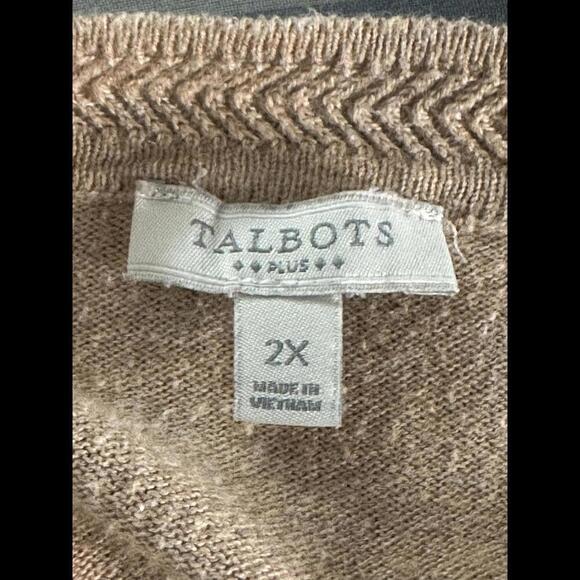 TALBOTS
PLUS
2X
MADE IN
VIETNAM